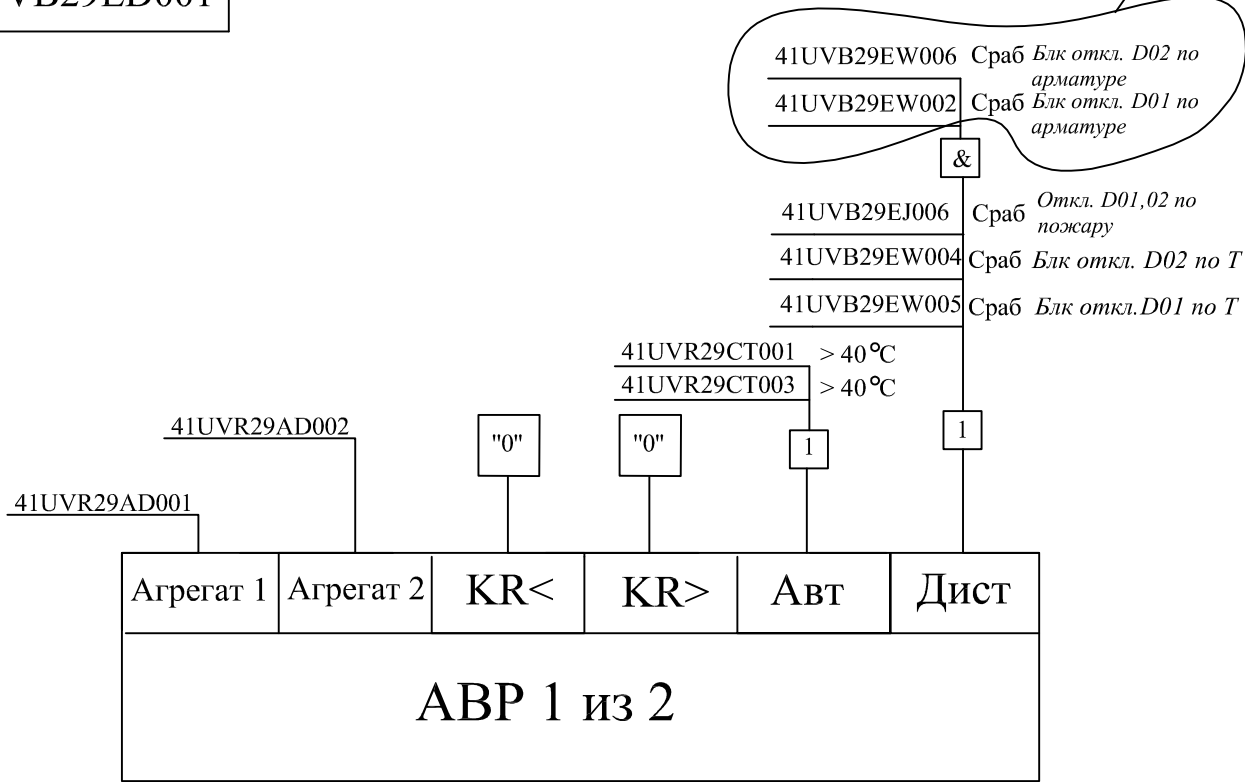 41UVB29EW006 Сраб Блк откл. D02 по
арматуре
41UVB29EW002 Сраб Блк откл. D01 по
арматуре
&
41UVB29EJ006 Сраб Откл. D01,02 по
пожару
41UVB29EW004 Сраб Блк откл. D02 по Т
41UVB29EW005 Сраб Блк откл.D01 по Т
41UVR29CT001 > 40°C
41UVR29CT003 > 40°C
41UVR29AD002 "0" "0" 1 1
41UVR29AD001
Агрегат 1 Агрегат 2 KR< KR> Авт Дист
АВР 1 из 2